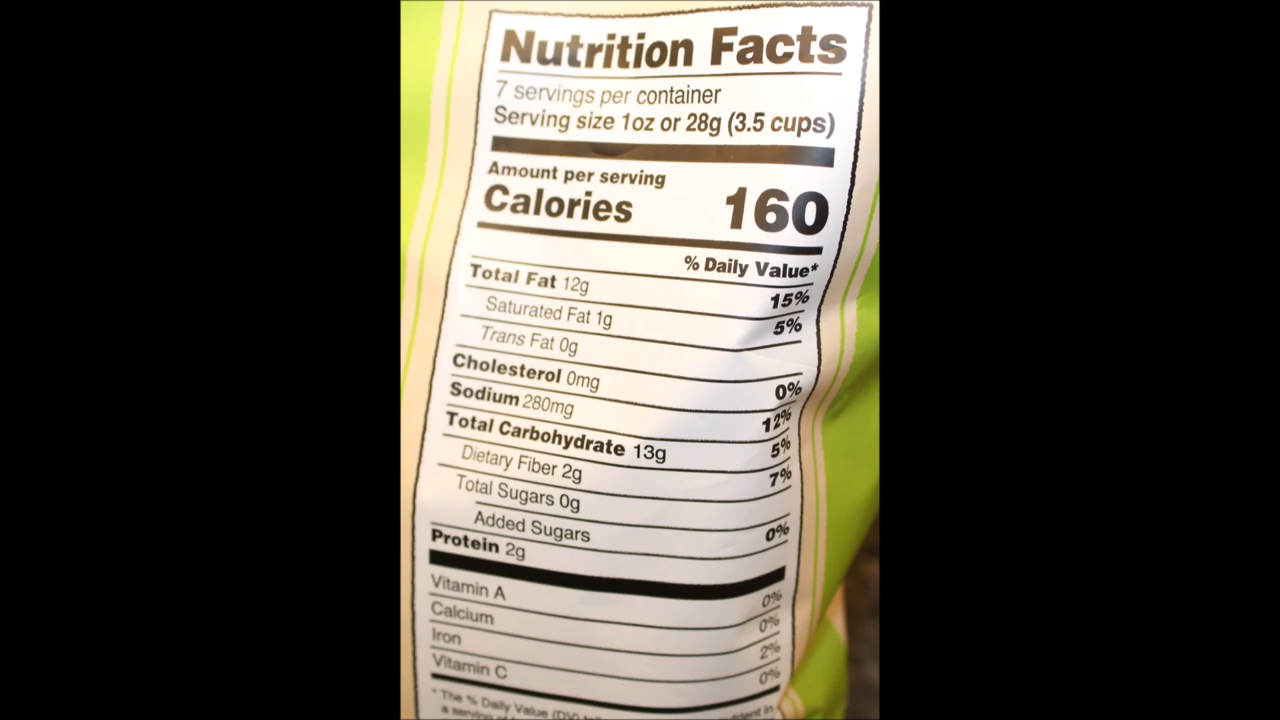 Nutrition Facts
7 servings per container
Serving size 1oz or 28g (3.5 cups)
Amount per serving
Calories 160
% Daily Value*
Total Fat 12g 15%
Saturated Fat 1g 5%
Trans Fat 0g
Cholesterol 0mg 0%
Sodium 280mg 12%
Total Carbohydrate 13g 5%
Dietary Fiber 2g 7%
Total Sugars 0g
Added Sugars 0%
Protein 2g
Vitamin A 0%
Calcium 0%
Iron 2%
Vitamin C 0%
* The % Daily Value (DV)
a serving of